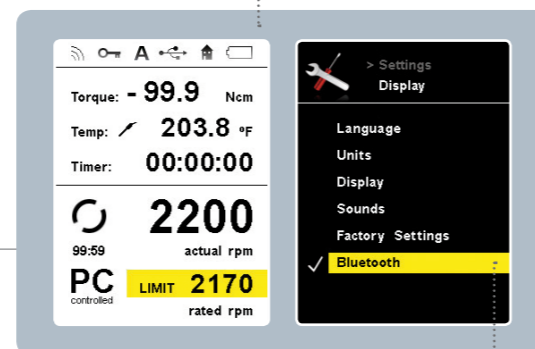 A
Torque: - 99.9 Ncm
Temp: 203.8 °F
Timer: 00:00:00
2200
99:59 actual rpm
PC LIMIT 2170
controlled
rated rpm
> Settings
Display
Language
Units
Display
Sounds
Factory Settings
Bluetooth